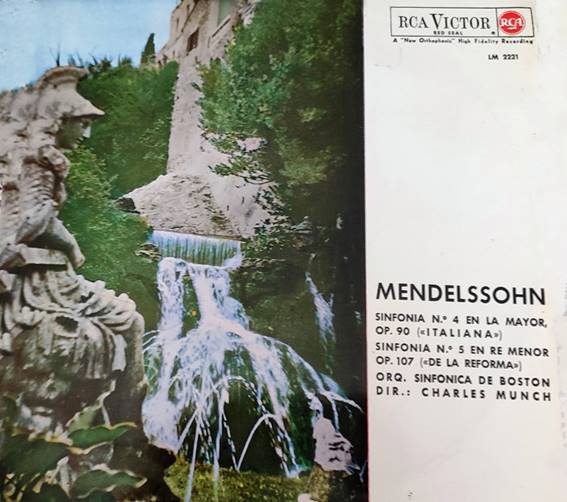 RCA VICTOR
RCA
RED SEAL
A "New Orthophonic" High Fidelity Recording
LM 2221
MENDELSSOHN
SINFONIA N.º 4 EN LA MAYOR,
OP. 90 («ITALIANA»)
SINFONIA N.º 5 EN RE MENOR
OP. 107 («DE LA REFORMA»)
ORQ. SINFONICA DE BOSTON
DIR.: CHARLES MUNCH